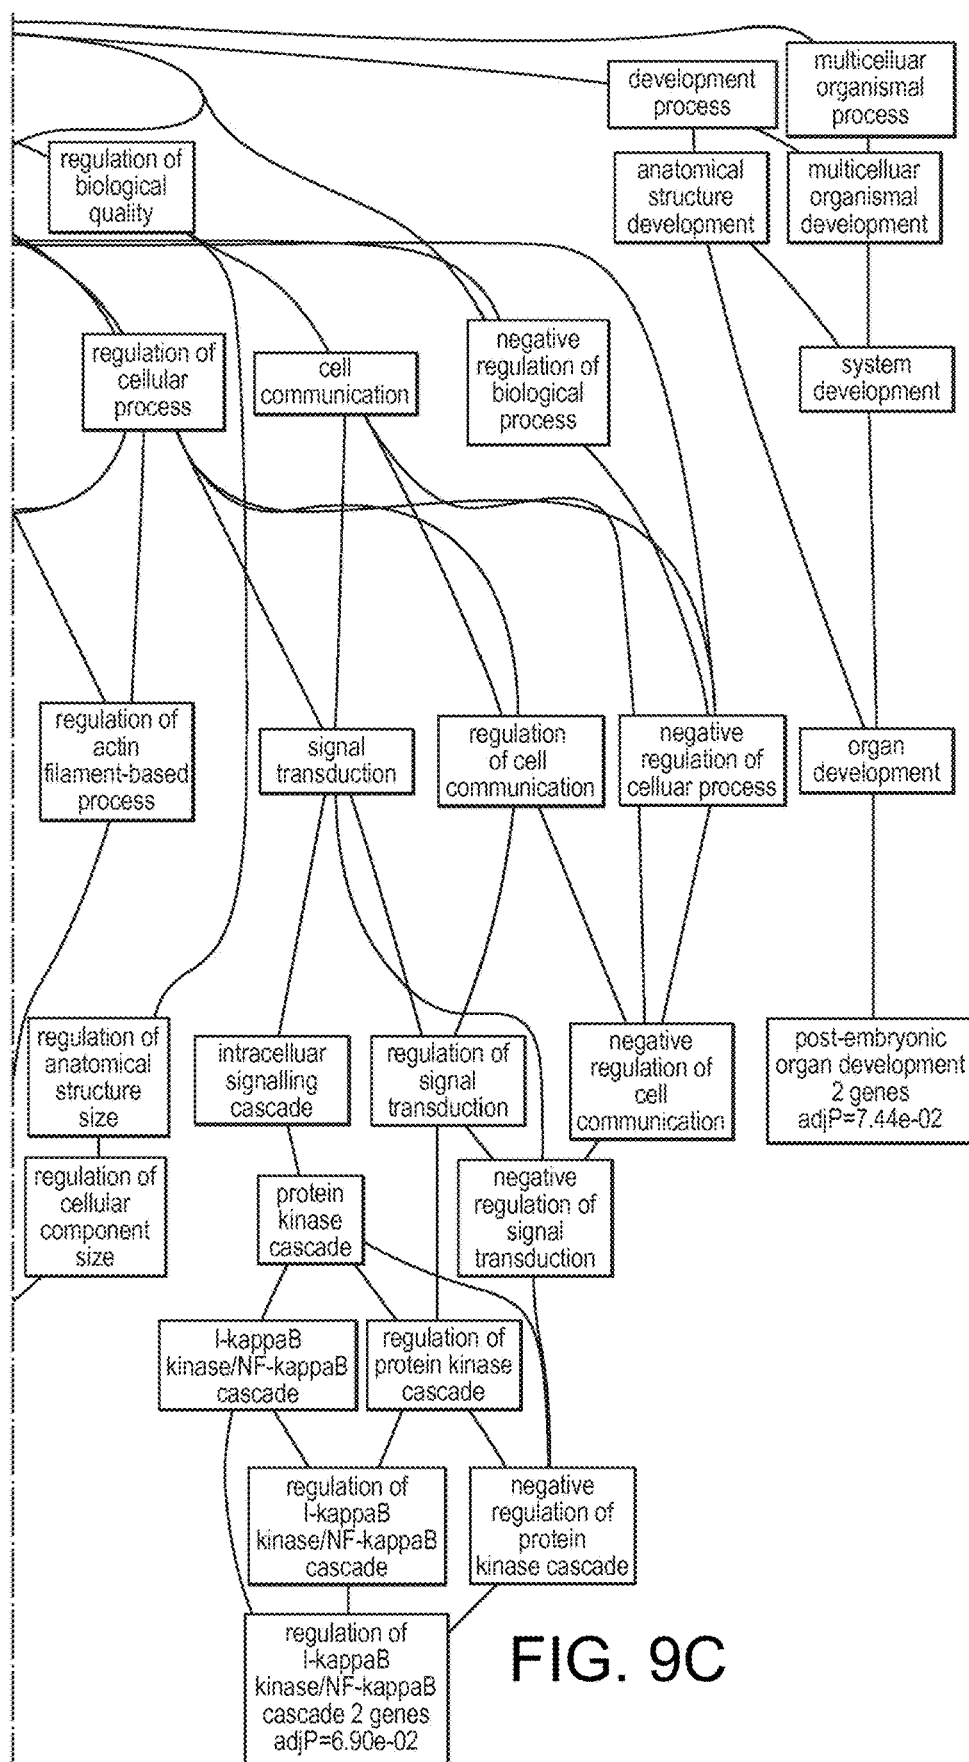 multicelluar
organismal
process
development
process
regulation of
biological
quality
anatomical
structure
development
multicelluar
organismal
development
regulation of
cellular
process
cell
communication
negative
regulation of
biological
process
system
development
regulation of
actin
filament-based
process
signal
transduction
regulation
of cell
communication
negative
regulation of
celluar process
organ
development
regulation of
anatomical
structure
size
intracelluar
signalling
cascade
regulation of
signal
transduction
negative
regulation of
cell
communication
post-embryonic
organ development
2 genes
adjP=7.44e-02
regulation of
cellular
component
size
protein
kinase
cascade
negative
regulation of
signal
transduction
I-kappaB
kinase/NF-kappaB
cascade
regulation of
protein kinase
cascade
regulation of
I-kappaB
kinase/NF-kappaB
cascade
negative
regulation of
protein
kinase cascade
regulation of
I-kappaB
kinase/NF-kappaB
cascade 2 genes
adjP=6.90e-02
FIG. 9C